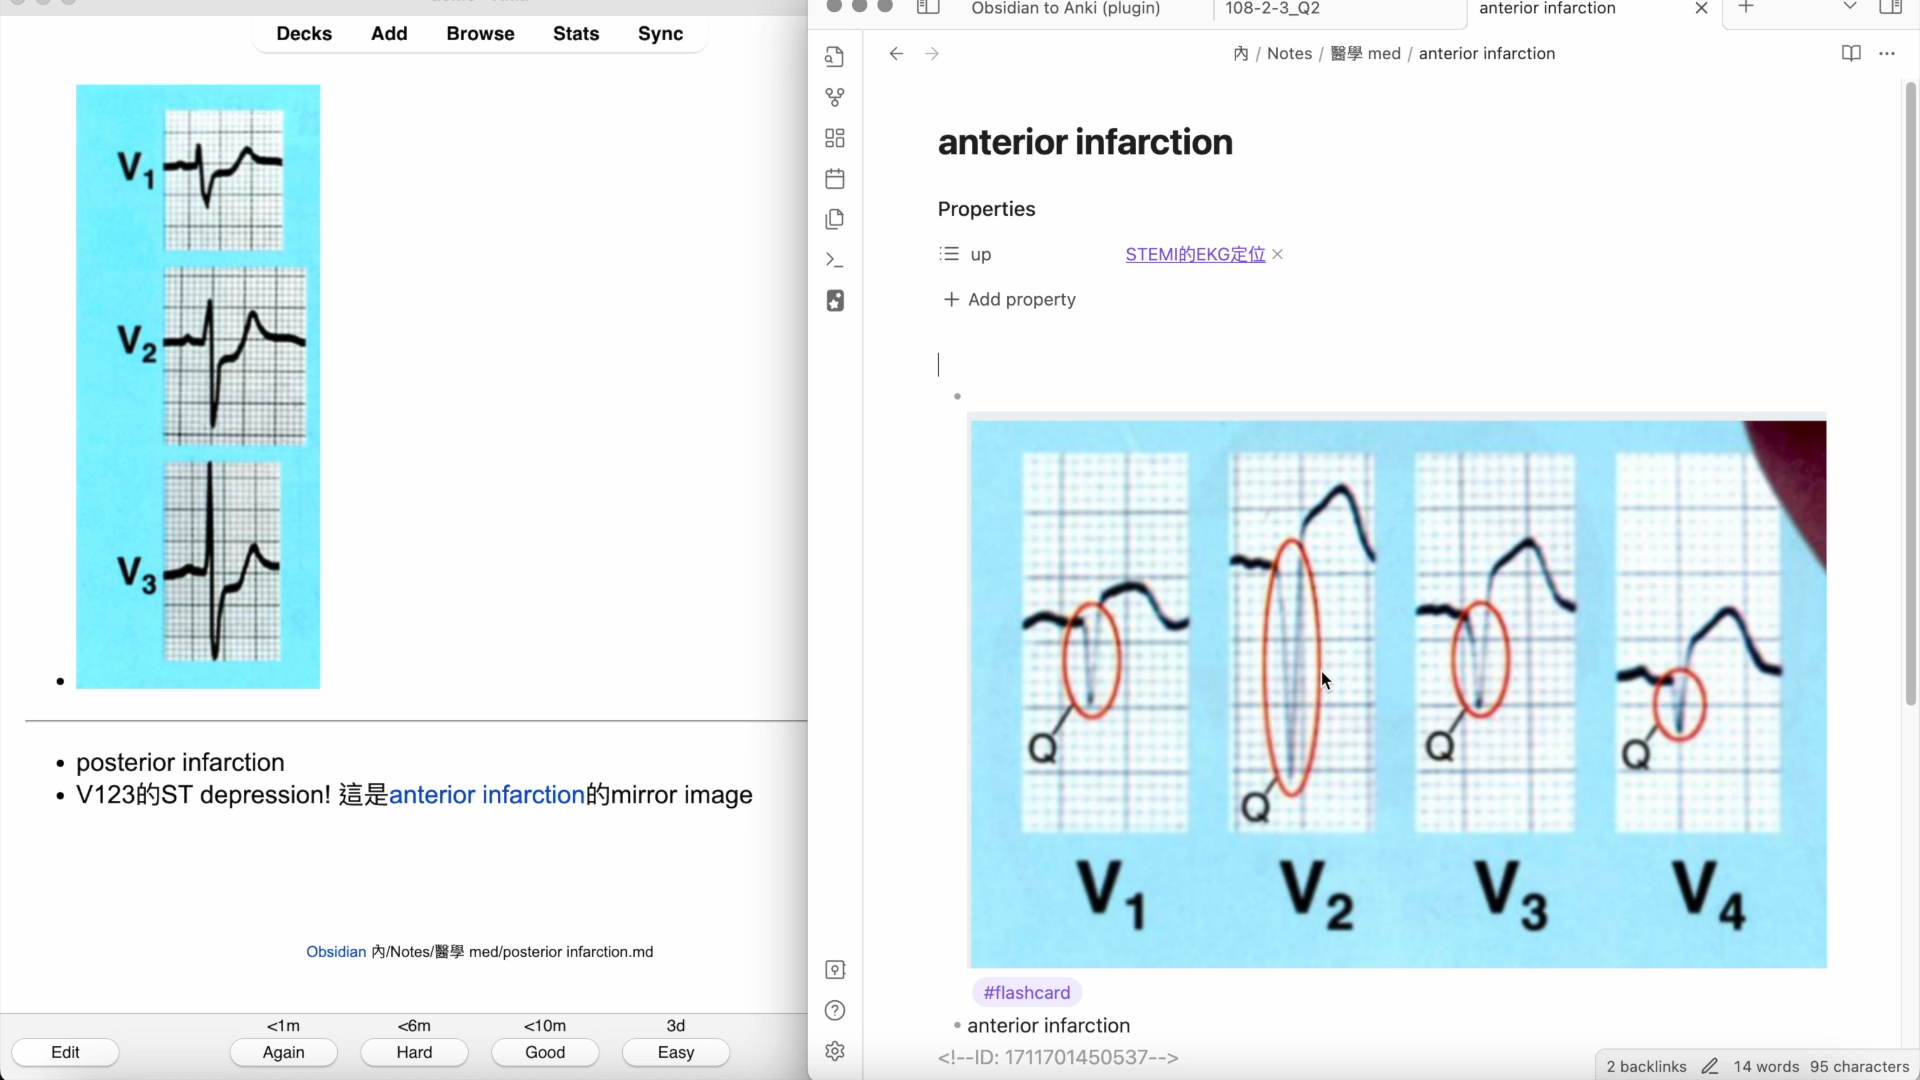 Decks Add Browse Stats Sync
V1
V2
V3
posterior infarction
V123的ST depression! 這是anterior infarction的mirror image
Obsidian 內/Notes/醫學 med/posterior infarction.md
<1m <6m <10m 3d
Edit Again Hard Good Easy
Obsidian to Anki (plugin) 108-2-3_Q2 anterior infarction
內 / Notes / 醫學 med / anterior infarction
anterior infarction
Properties
up STEMI的EKG定位
Add property
Q Q Q Q
V1 V2 V3 V4
#flashcard
anterior infarction
<!--ID: 1711701450537-->
2 backlinks 14 words 95 characters